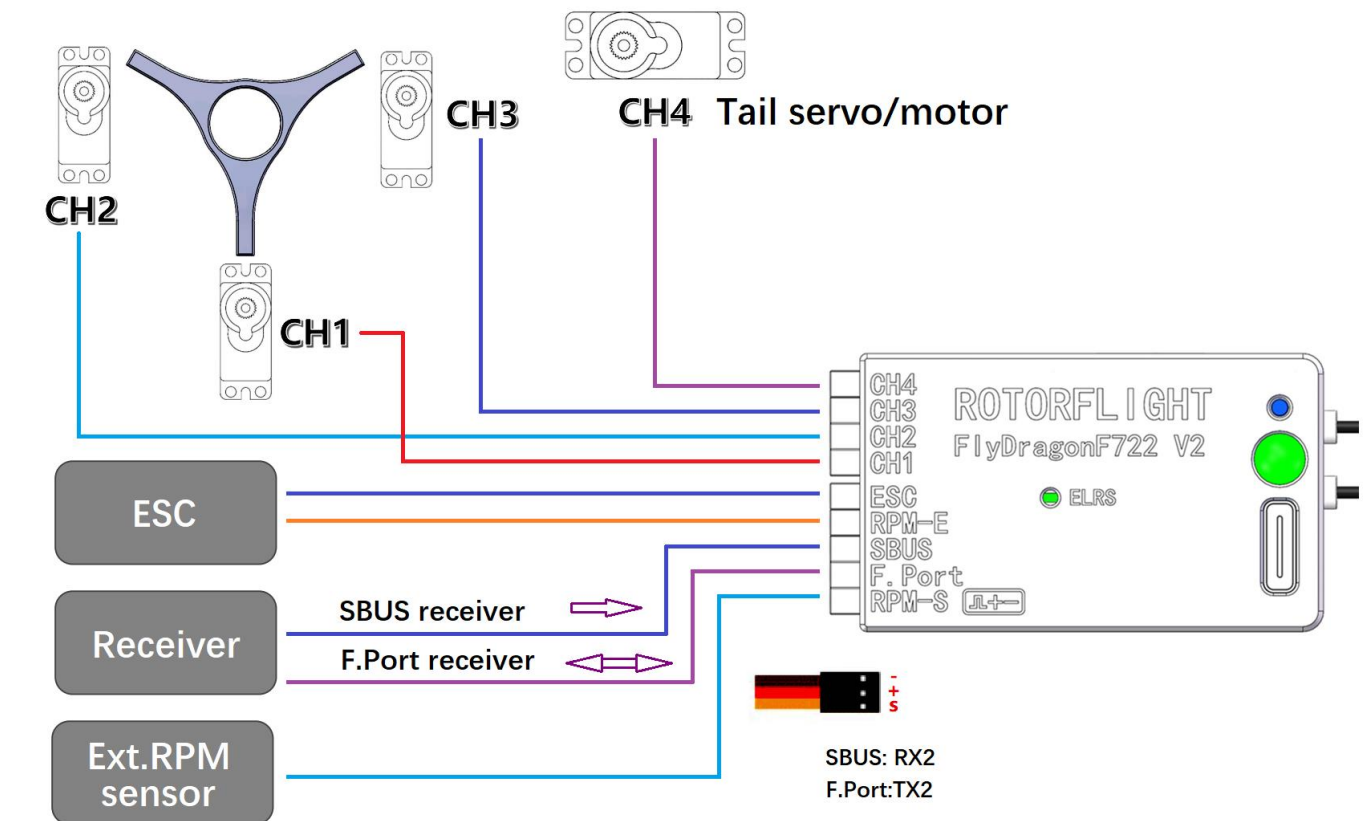 CH2
CH3
CH4 Tail servo/motor
CH1
ESC
Receiver
Ext.RPM
sensor
SBUS receiver
F.Port receiver
CH4
CH3
CH2
CH1
ESC
RPM-E
SBUS
F.Port
RPM-S
ROTORFLIGHT
FlyDragonF722 V2
ELRS
-
+
s
SBUS: RX2
F.Port:TX2